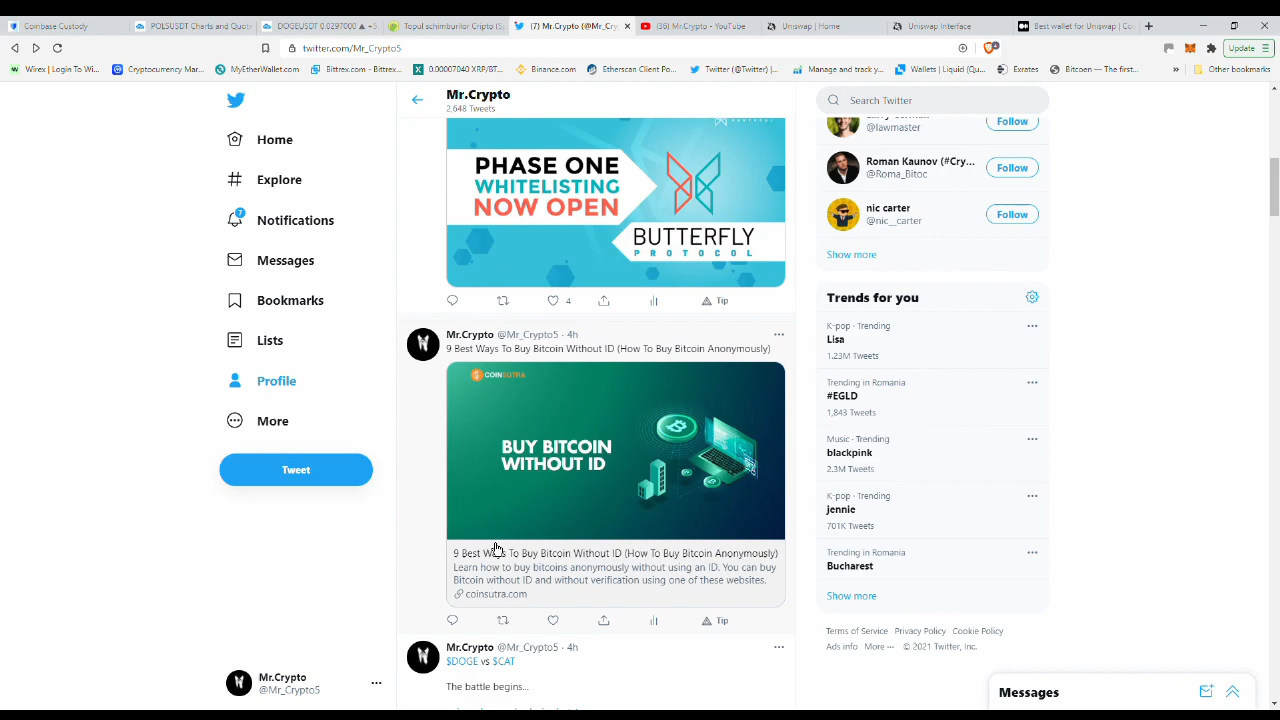 Coinbase Custody
POLSUSDT Charts and Quote
DOGEUSDT 0.0297000 ▲ +5
Topul schimburilor Cripto (S
(7) Mr.Crypto (@Mr_Cry
(36) Mr.Crypto - YouTube
Uniswap | Home
Uniswap Interface
Best wallet for Uniswap | Co
twitter.com/Mr_Crypto5
Update
Wirex | Login To Wi...
Cryptocurrency Mar...
MyEtherWallet.com
Bittrex.com - Bittrex...
0.00007040 XRP/BT...
Binance.com
Etherscan Client Po...
Twitter (@Twitter) |...
Manage and track y...
Wallets | Liquid (Qu...
Exrates
Bitcoen — The first...
Other bookmarks
Home
Explore
7
Notifications
Messages
Bookmarks
Lists
Profile
More
Tweet
Mr.Crypto
@Mr_Crypto5
Mr.Crypto
2,648 Tweets
PHASE ONE
WHITELISTING
NOW OPEN
BUTTERFLY
PROTOCOL
4
Tip
Mr.Crypto @Mr_Crypto5 · 4h
9 Best Ways To Buy Bitcoin Without ID (How To Buy Bitcoin Anonymously)
COINSUTRA
BUY BITCOIN
WITHOUT ID
9 Best Ways To Buy Bitcoin Without ID (How To Buy Bitcoin Anonymously)
Learn how to buy bitcoins anonymously without using an ID. You can buy
Bitcoin without ID and without verification using one of these websites.
coinsutra.com
Tip
Mr.Crypto @Mr_Crypto5 · 4h
$DOGE vs $CAT
The battle begins...
Search Twitter
@lawmaster
Follow
Roman Kaunov (#Cry...
@Roma_Bitoc
Follow
nic carter
@nic__carter
Follow
Show more
Trends for you
K-pop · Trending
Lisa
1.23M Tweets
Trending in Romania
#EGLD
1,843 Tweets
Music · Trending
blackpink
2.3M Tweets
K-pop · Trending
jennie
701K Tweets
Trending in Romania
Bucharest
Show more
Terms of Service Privacy Policy Cookie Policy
Ads info More ··· © 2021 Twitter, Inc.
Messages